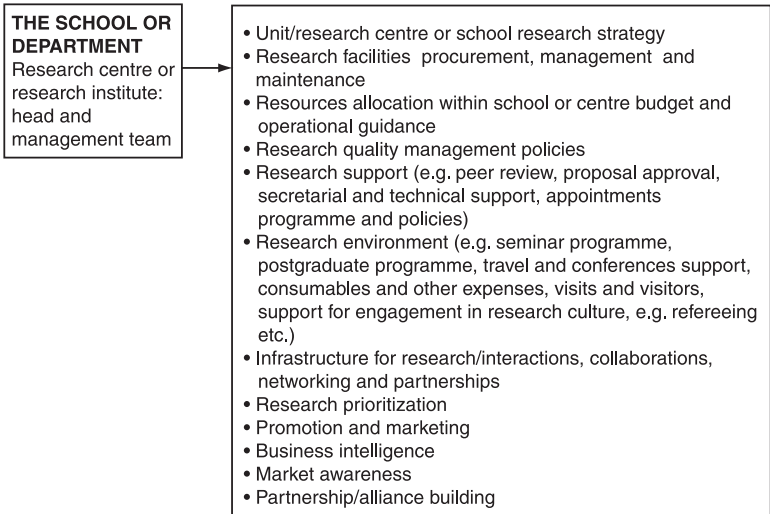 THE SCHOOL OR
DEPARTMENT
Research centre or
research institute:
head and
management team
• Unit/research centre or school research strategy
• Research facilities procurement, management and
maintenance
• Resources allocation within school or centre budget and
operational guidance
• Research quality management policies
• Research support (e.g. peer review, proposal approval,
secretarial and technical support, appointments
programme and policies)
• Research environment (e.g. seminar programme,
postgraduate programme, travel and conferences support,
consumables and other expenses, visits and visitors,
support for engagement in research culture, e.g. refereeing
etc.)
• Infrastructure for research/interactions, collaborations,
networking and partnerships
• Research prioritization
• Promotion and marketing
• Business intelligence
• Market awareness
• Partnership/alliance building